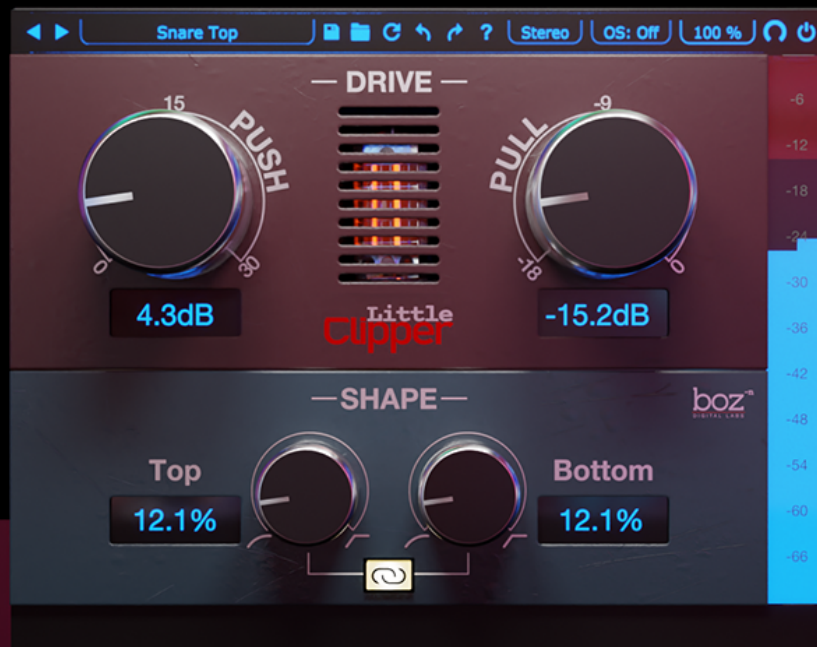 Snare Top ? Stereo OS: Off 100 %
DRIVE
15
PUSH
0
30
4.3dB
-9
PULL
-18
0
-15.2dB
Little
Clipper
SHAPE
boz
DIGITAL LABS
Top
12.1%
Bottom
12.1%
-6
-12
-18
-24
-30
-36
-42
-48
-54
-60
-66